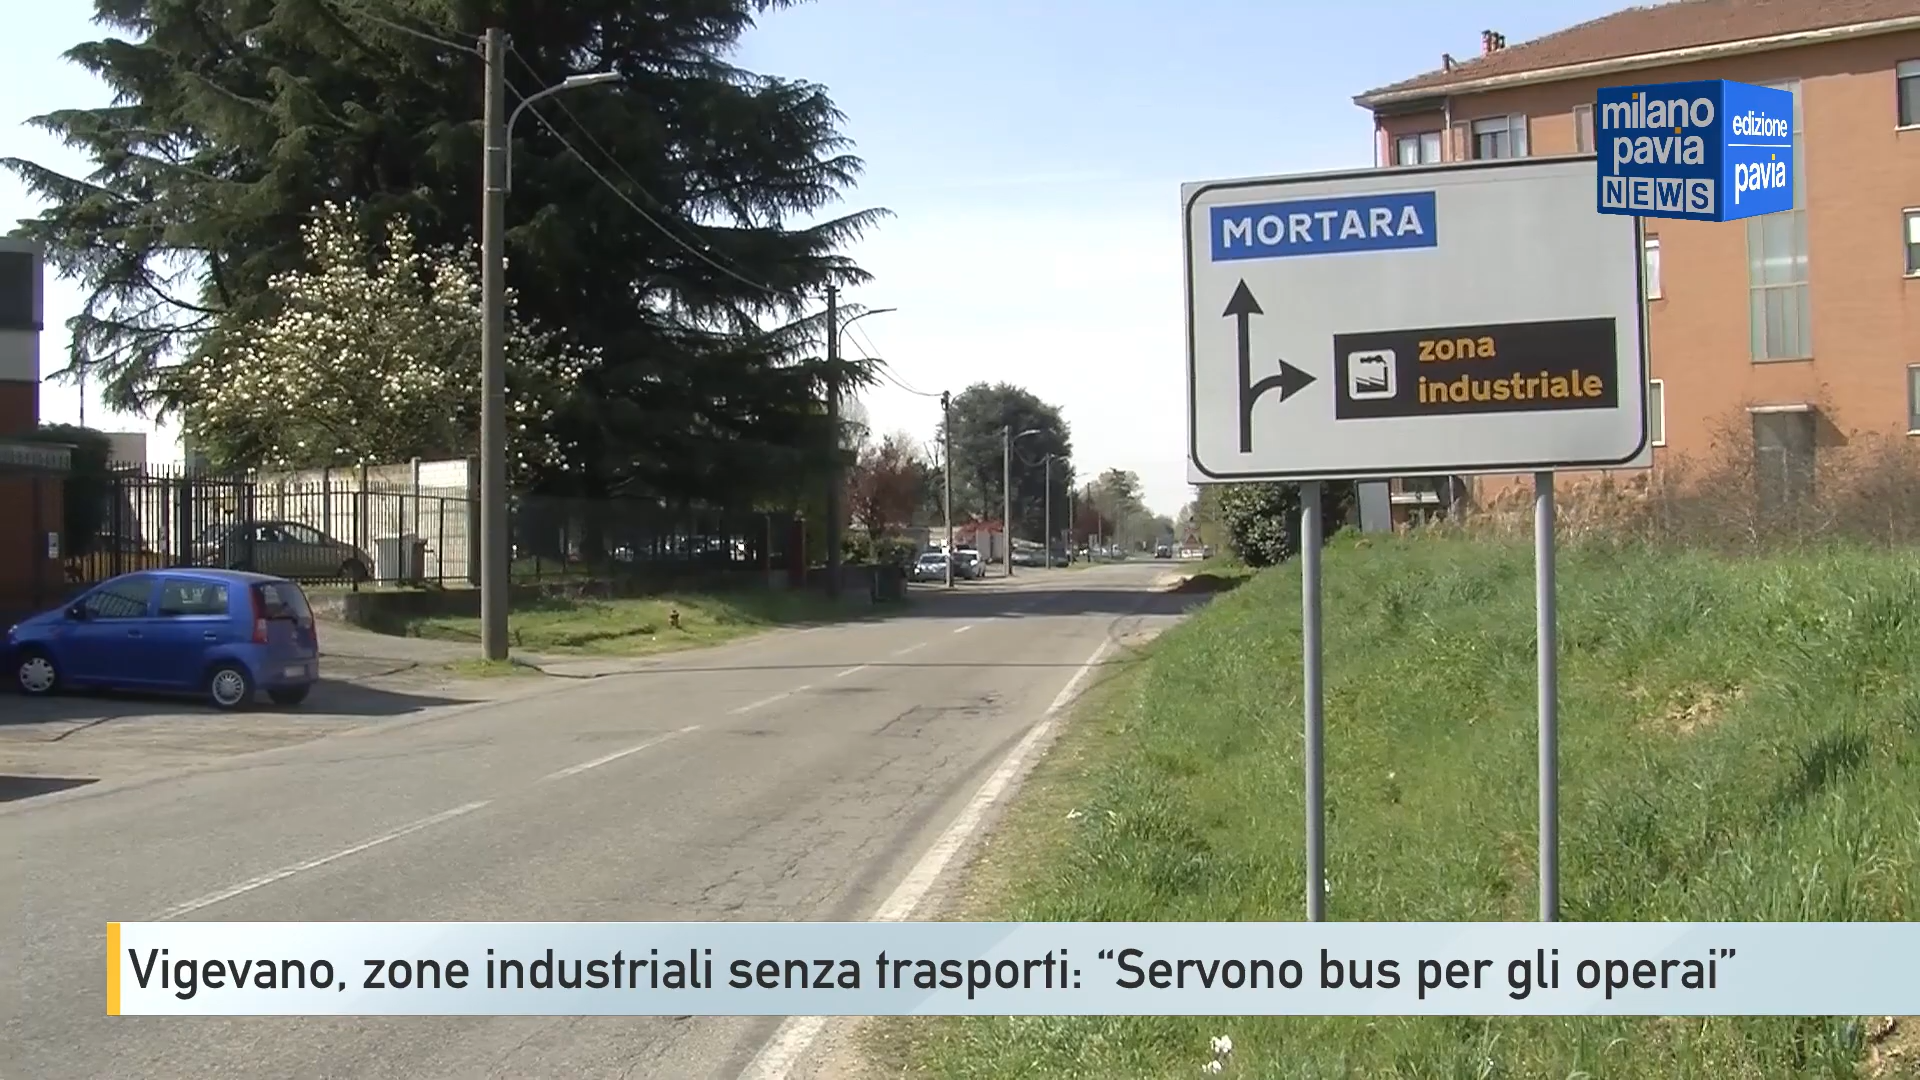 milano
pavia
NEWS
edizione
pavia
MORTARA
zona
industriale
Vigevano, zone industriali senza trasporti: “Servono bus per gli operai”